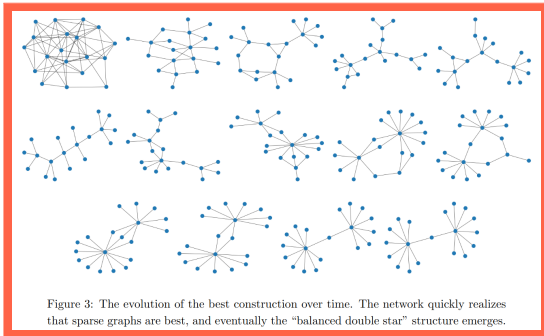 Figure 3: The evolution of the best construction over time. The network quickly realizes
that sparse graphs are best, and eventually the “balanced double star” structure emerges.